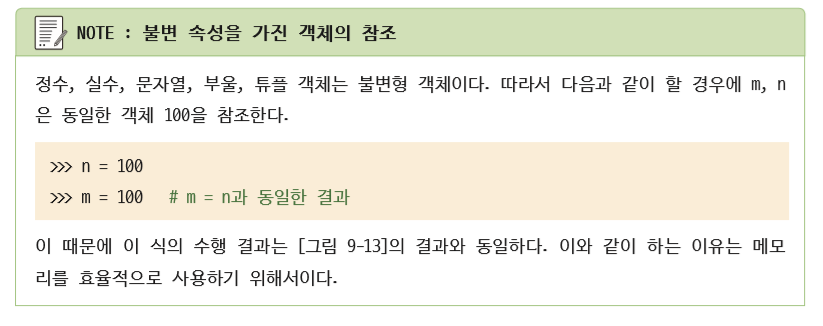 NOTE : 불변 속성을 가진 객체의 참조
정수, 실수, 문자열, 부울, 튜플 객체는 불변형 객체이다. 따라서 다음과 같이 할 경우에 m, n
은 동일한 객체 100을 참조한다.
>>> n = 100
>>> m = 100 # m = n과 동일한 결과
이 때문에 이 식의 수행 결과는 [그림 9-13]의 결과와 동일하다. 이와 같이 하는 이유는 메모
리를 효율적으로 사용하기 위해서이다.